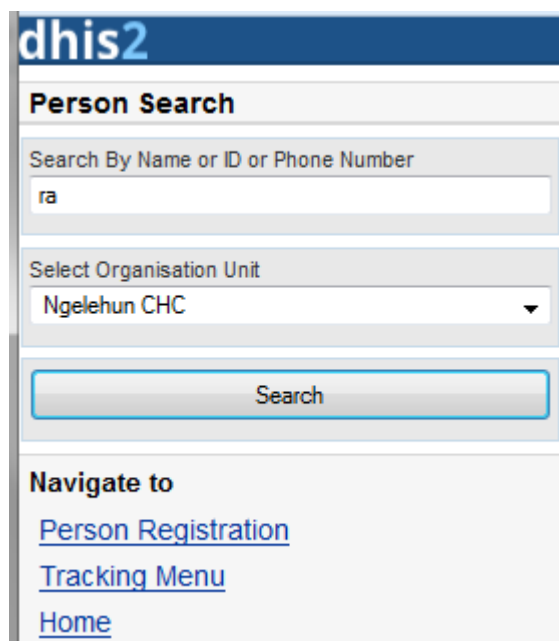 dhis2
Person Search
Search By Name or ID or Phone Number
ra
Select Organisation Unit
Ngelehun CHC
Search
Navigate to
Person Registration
Tracking Menu
Home